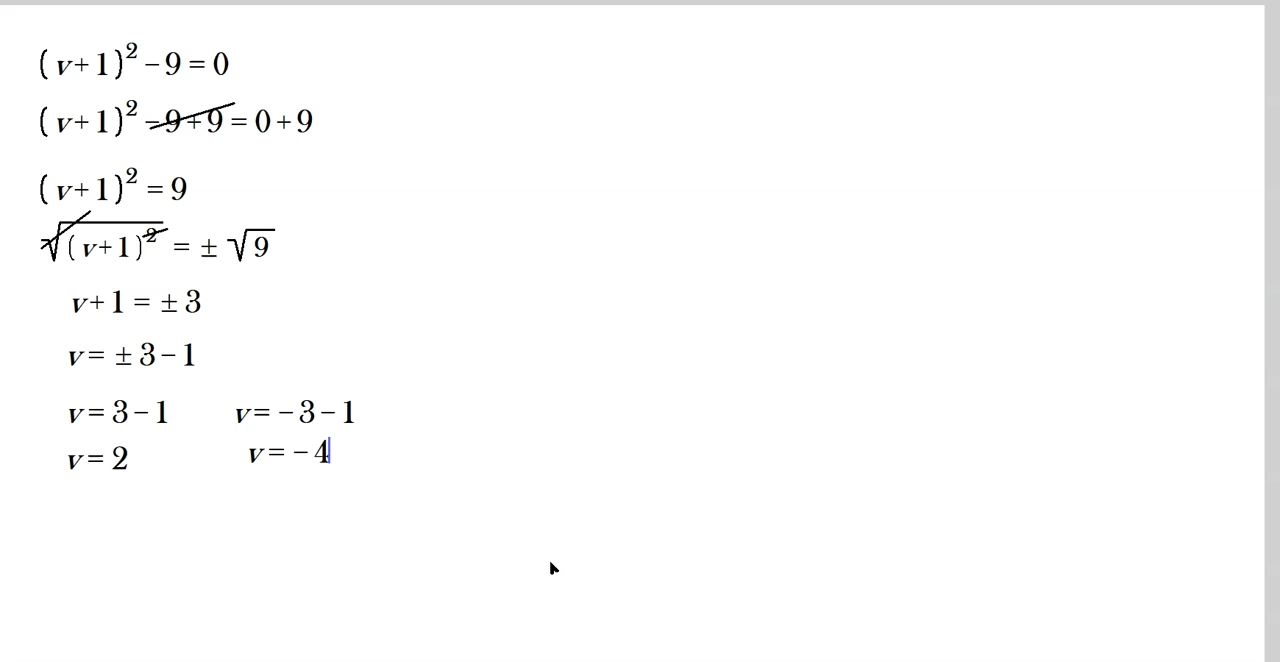 (v+1)² − 9 = 0
(v+1)² − 9 + 9 = 0 + 9
(v+1)² = 9
√(v+1)² = ± √9
v + 1 = ± 3
v = ± 3 − 1
v = 3 − 1 v = − 3 − 1
v = 2 v = − 4